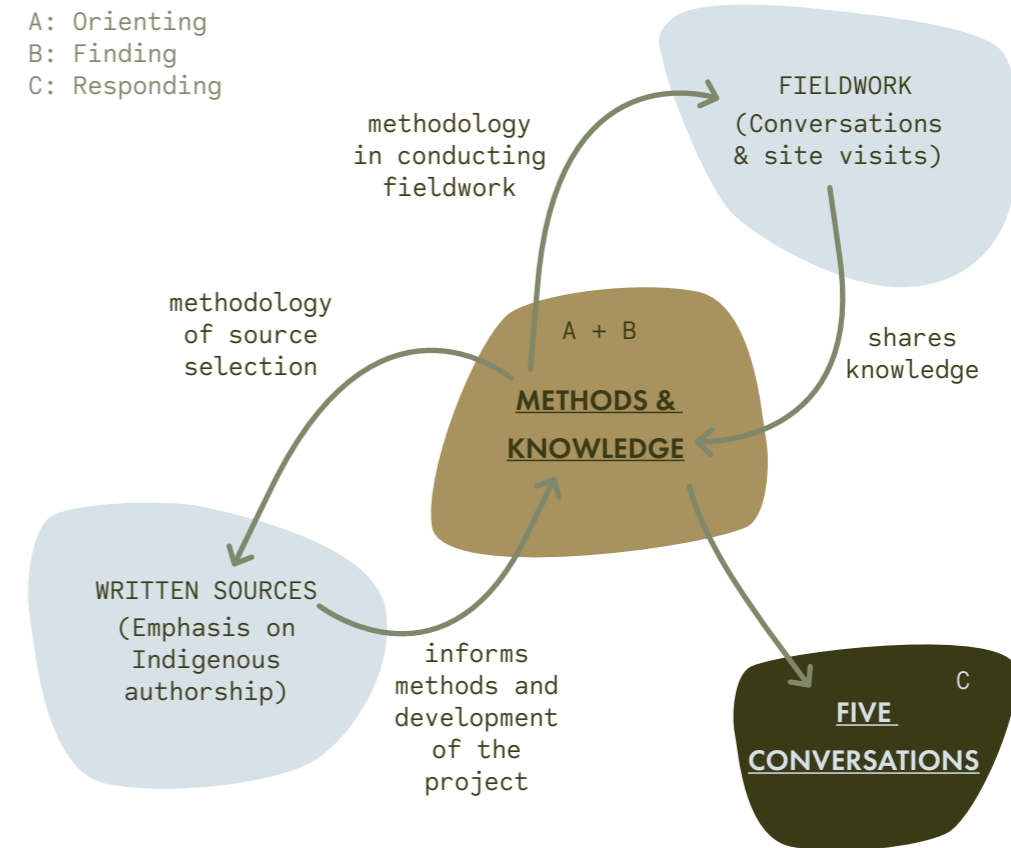 A: Orienting
B: Finding
C: Responding
FIELDWORK
(Conversations
& site visits)
methodology
in conducting
fieldwork
methodology
of source
selection
A + B
METHODS &
KNOWLEDGE
shares
knowledge
WRITTEN SOURCES
(Emphasis on
Indigenous
authorship)
informs
methods and
development
of the
project
C
FIVE
CONVERSATIONS